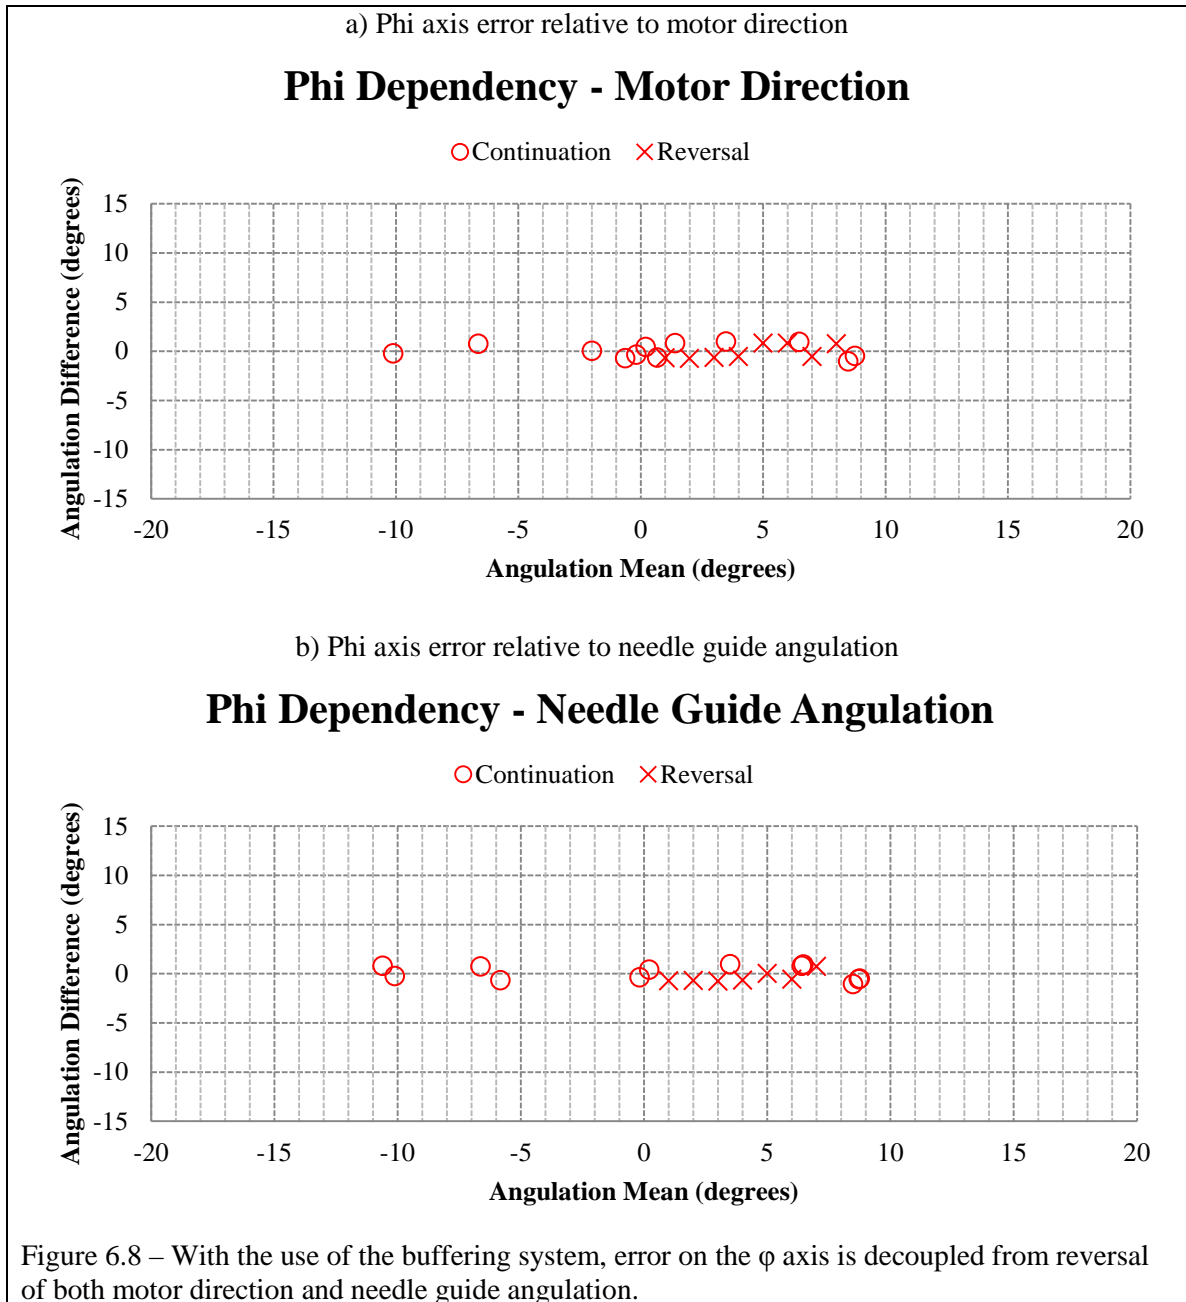 a) Phi axis error relative to motor direction
Phi Dependency - Motor Direction
Continuation Reversal
Angulation Difference (degrees)
15
10
5
0
-5
-10
-15
-20 -15 -10 -5 0 5 10 15 20
Angulation Mean (degrees)
b) Phi axis error relative to needle guide angulation
Phi Dependency - Needle Guide Angulation
Continuation Reversal
Angulation Difference (degrees)
15
10
5
0
-5
-10
-15
-20 -15 -10 -5 0 5 10 15 20
Angulation Mean (degrees)
Figure 6.8 – With the use of the buffering system, error on the φ axis is decoupled from reversal
of both motor direction and needle guide angulation.